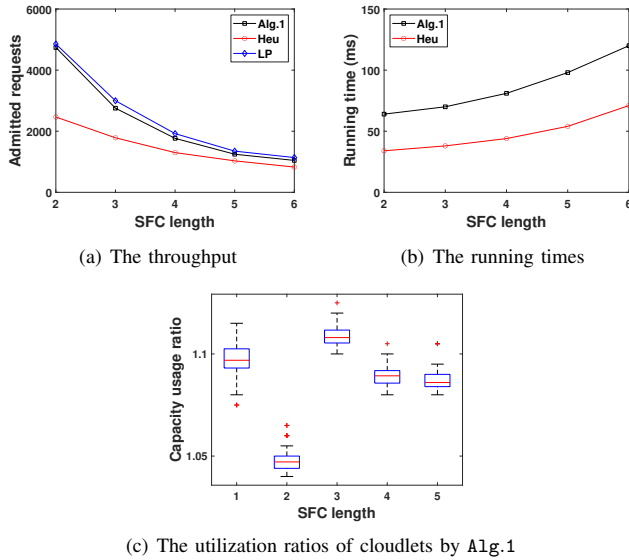 6000
4000
2000
0
Admitted requests
Alg.1
Heu
LP
2 3 4 5 6
SFC length
(a) The throughput
150
100
50
0
Running time (ms)
Alg.1
Heu
2 3 4 5 6
SFC length
(b) The running times
1.1
1.05
Capacity usage ratio
1 2 3 4 5
SFC length
(c) The utilization ratios of cloudlets by Alg.1